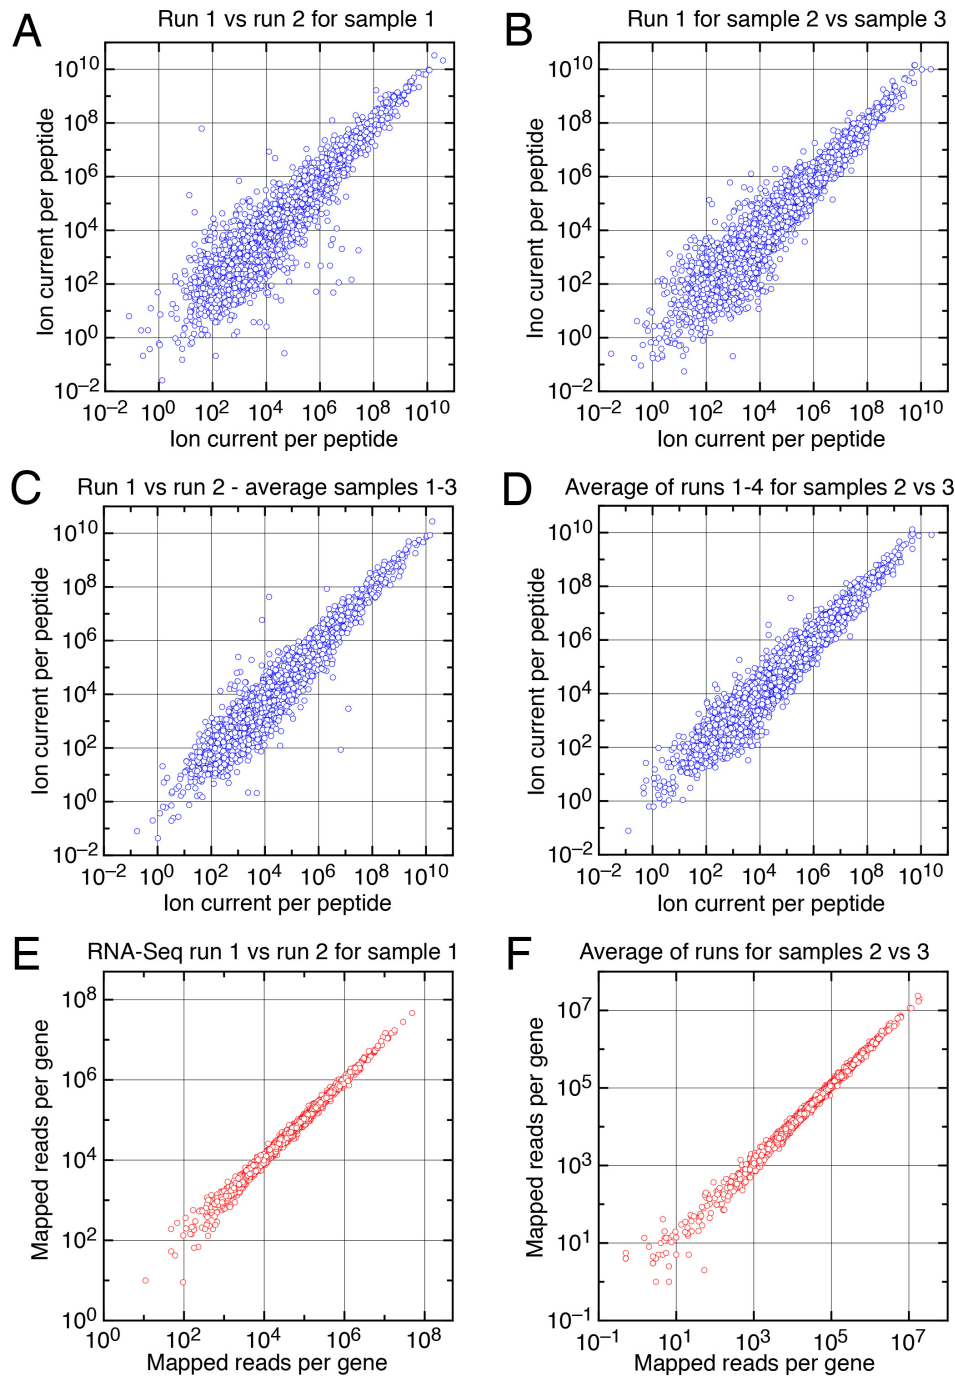 A
Run 1 vs run 2 for sample 1
Ion current per peptide
10^10
10^8
10^6
10^4
10^2
10^0
10^–2
10^–2 10^0 10^2 10^4 10^6 10^8 10^10
Ion current per peptide
B
Run 1 for sample 2 vs sample 3
Ino current per peptide
10^10
10^8
10^6
10^4
10^2
10^0
10^–2
10^–2 10^0 10^2 10^4 10^6 10^8 10^10
Ion current per peptide
C
Run 1 vs run 2 - average samples 1-3
Ion current per peptide
10^10
10^8
10^6
10^4
10^2
10^0
10^–2
10^–2 10^0 10^2 10^4 10^6 10^8 10^10
Ion current per peptide
D
Average of runs 1-4 for samples 2 vs 3
Ion current per peptide
10^10
10^8
10^6
10^4
10^2
10^0
10^–2
10^–2 10^0 10^2 10^4 10^6 10^8 10^10
Ion current per peptide
E
RNA-Seq run 1 vs run 2 for sample 1
Mapped reads per gene
10^8
10^6
10^4
10^2
10^0
10^0 10^2 10^4 10^6 10^8
Mapped reads per gene
F
Average of runs for samples 2 vs 3
Mapped reads per gene
10^7
10^5
10^3
10^1
10^–1
10^–1 10^1 10^3 10^5 10^7
Mapped reads per gene